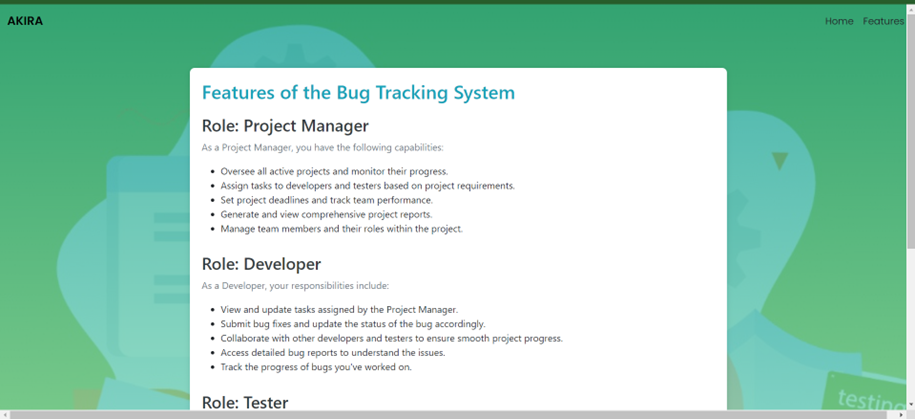 AKIRA
Home Features
Features of the Bug Tracking System
Role: Project Manager
As a Project Manager, you have the following capabilities:
Oversee all active projects and monitor their progress.
Assign tasks to developers and testers based on project requirements.
Set project deadlines and track team performance.
Generate and view comprehensive project reports.
Manage team members and their roles within the project.
Role: Developer
As a Developer, your responsibilities include:
View and update tasks assigned by the Project Manager.
Submit bug fixes and update the status of the bug accordingly.
Collaborate with other developers and testers to ensure smooth project progress.
Access detailed bug reports to understand the issues.
Track the progress of bugs you've worked on.
Role: Tester
testing